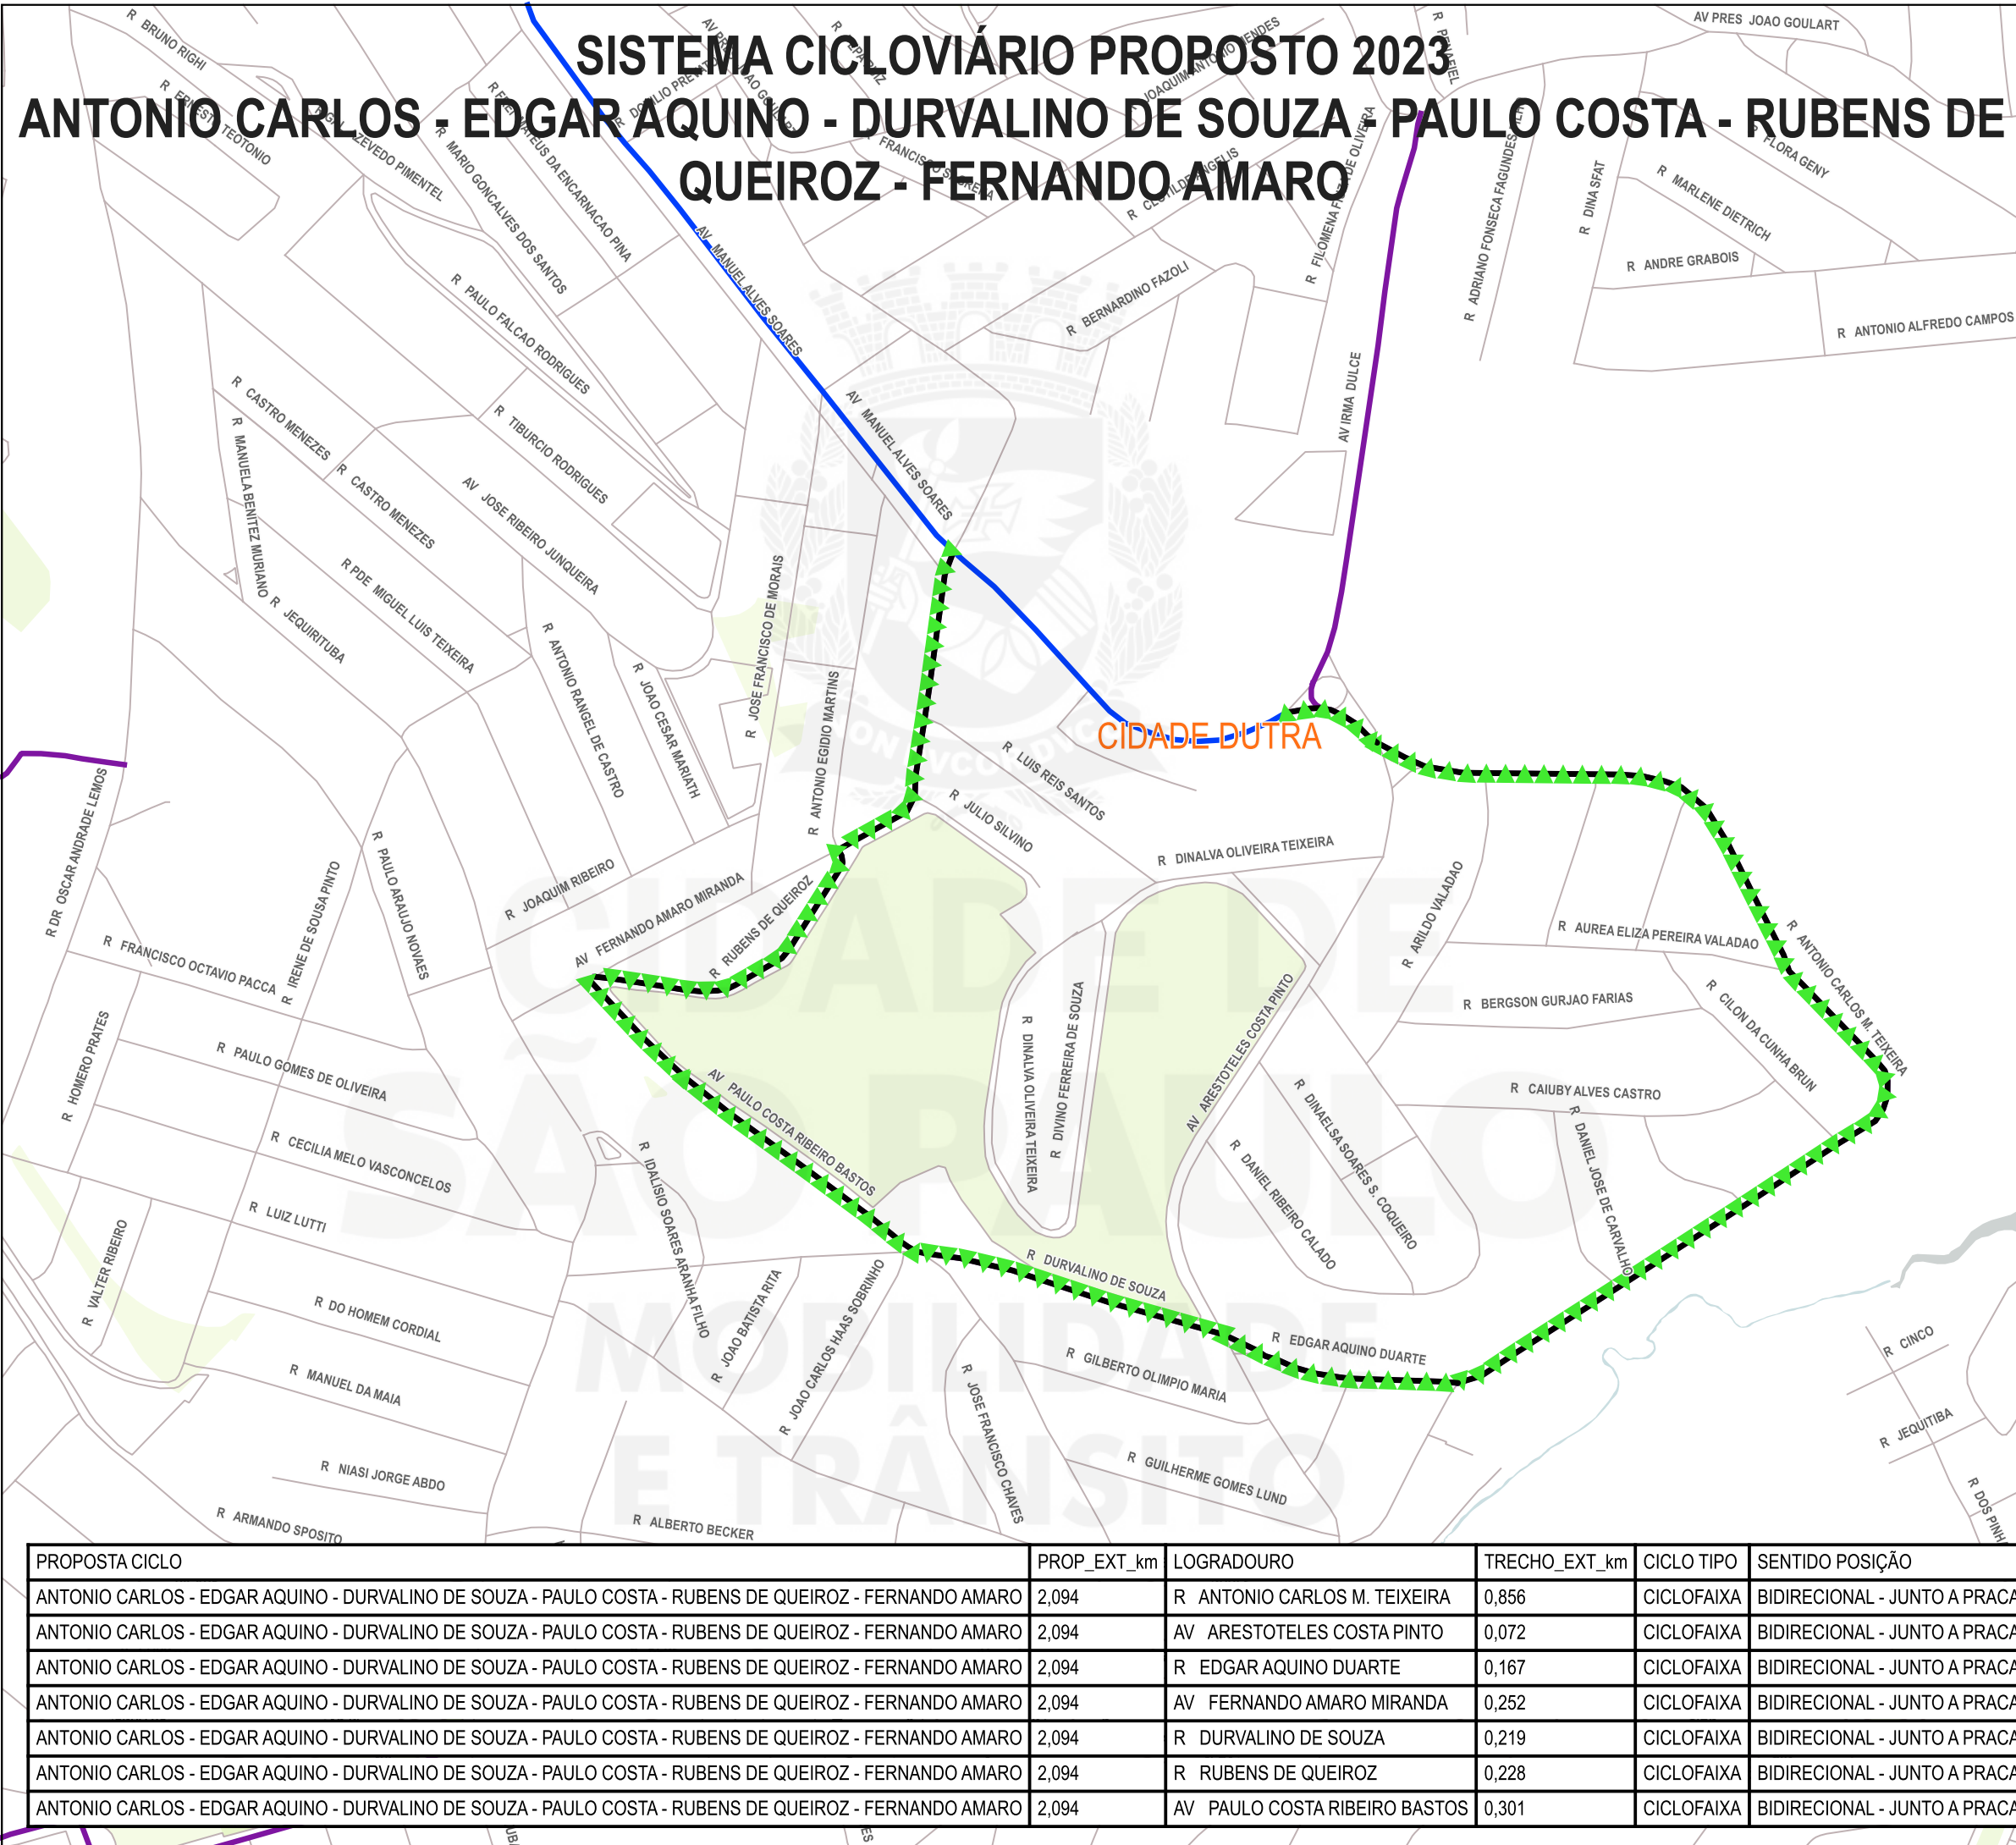 SISTEMA CICLOVIÁRIO PROPOSTO 2023
ANTONIO CARLOS - EDGAR AQUINO - DURVALINO DE SOUZA - PAULO COSTA - RUBENS DE
QUEIROZ - FERNANDO AMARO
R BRUNO RIGHI
R ERNESTO TEOTONIO
AZEVEDO PIMENTEL
R MARIO GONCALVES DOS SANTOS
R FREI MATEUS DA ENCARNACAO PINA
AV PRES JOAO GOULART
R PENAFIEL
R FLORA GENY
R MARLENE DIETRICH
R DINA SFAT
R ANDRE GRABOIS
R ANTONIO ALFREDO CAMPOS
R ADRIANO FONSECA FAGUNDES
R BERNARDINO FAZOLI
AV MANUEL ALVES SOARES
AV MANUEL ALVES SOARES
AV IRMA DULCE
R PAULO FALCAO RODRIGUES
R TIBURCIO RODRIGUES
R CASTRO MENEZES
R CASTRO MENEZES
R MANUELA BENITEZ MURIANO
AV JOSE RIBEIRO JUNQUEIRA
R PDE MIGUEL LUIS TEIXEIRA
R JEQUIRITUBA
R ANTONIO RANGEL DE CASTRO
R JOAO CESAR MARIATH
R JOSE FRANCISCO DE MORAIS
R ANTONIO EGIDIO MARTINS
CIDADE DUTRA
R LUIS REIS SANTOS
R JULIO SILVINO
R DINALVA OLIVEIRA TEIXEIRA
R DR OSCAR ANDRADE LEMOS
R PAULO ARAUJO NOVAES
R IRENE DE SOUSA PINTO
R JOAQUIM RIBEIRO
AV FERNANDO AMARO MIRANDA
R RUBENS DE QUEIROZ
R ARILDO VALADAO
R AUREA ELIZA PEREIRA VALADAO
R ANTONIO CARLOS M. TEIXEIRA
R FRANCISCO OCTAVIO PACCA
R BERGSON GURJAO FARIAS
R CILON DA CUNHA BRUN
R HOMERO PRATES
R PAULO GOMES DE OLIVEIRA
AV PAULO COSTA RIBEIRO BASTOS
R DINALVA OLIVEIRA TEIXEIRA
R DIVINO FERREIRA DE SOUZA
AV ARESTOTELES COSTA PINTO
R CAIUBY ALVES CASTRO
R DINAELSA SOARES S. COQUEIRO
R DANIEL RIBEIRO CALADO
R DANIEL JOSE DE CARVALHO
R CECILIA MELO VASCONCELOS
R IDALISIO SOARES ARANHA FILHO
R LUIZ LUTTI
R VALTER RIBEIRO
R DURVALINO DE SOUZA
R DO HOMEM CORDIAL
R JOAO BATISTA RITA
R JOAO CARLOS HAAS SOBRINHO
R EDGAR AQUINO DUARTE
R CINCO
R MANUEL DA MAIA
R GILBERTO OLIMPIO MARIA
R JOSE FRANCISCO CHAVES
R JEQUITIBA
R NIASI JORGE ABDO
R GUILHERME GOMES LUND
R ARMANDO SPOSITO
R ALBERTO BECKER
CIDADE DE
SÃO PAULO
MOBILIDADE
E TRÂNSITO
PROPOSTA CICLO PROP_EXT_km LOGRADOURO TRECHO_EXT_km CICLO TIPO SENTIDO POSIÇÃO
ANTONIO CARLOS - EDGAR AQUINO - DURVALINO DE SOUZA - PAULO COSTA - RUBENS DE QUEIROZ - FERNANDO AMARO 2,094 R ANTONIO CARLOS M. TEIXEIRA 0,856 CICLOFAIXA BIDIRECIONAL - JUNTO A PRACA
ANTONIO CARLOS - EDGAR AQUINO - DURVALINO DE SOUZA - PAULO COSTA - RUBENS DE QUEIROZ - FERNANDO AMARO 2,094 AV ARESTOTELES COSTA PINTO 0,072 CICLOFAIXA BIDIRECIONAL - JUNTO A PRACA
ANTONIO CARLOS - EDGAR AQUINO - DURVALINO DE SOUZA - PAULO COSTA - RUBENS DE QUEIROZ - FERNANDO AMARO 2,094 R EDGAR AQUINO DUARTE 0,167 CICLOFAIXA BIDIRECIONAL - JUNTO A PRACA
ANTONIO CARLOS - EDGAR AQUINO - DURVALINO DE SOUZA - PAULO COSTA - RUBENS DE QUEIROZ - FERNANDO AMARO 2,094 AV FERNANDO AMARO MIRANDA 0,252 CICLOFAIXA BIDIRECIONAL - JUNTO A PRACA
ANTONIO CARLOS - EDGAR AQUINO - DURVALINO DE SOUZA - PAULO COSTA - RUBENS DE QUEIROZ - FERNANDO AMARO 2,094 R DURVALINO DE SOUZA 0,219 CICLOFAIXA BIDIRECIONAL - JUNTO A PRACA
ANTONIO CARLOS - EDGAR AQUINO - DURVALINO DE SOUZA - PAULO COSTA - RUBENS DE QUEIROZ - FERNANDO AMARO 2,094 R RUBENS DE QUEIROZ 0,228 CICLOFAIXA BIDIRECIONAL - JUNTO A PRACA
ANTONIO CARLOS - EDGAR AQUINO - DURVALINO DE SOUZA - PAULO COSTA - RUBENS DE QUEIROZ - FERNANDO AMARO 2,094 AV PAULO COSTA RIBEIRO BASTOS 0,301 CICLOFAIXA BIDIRECIONAL - JUNTO A PRACA